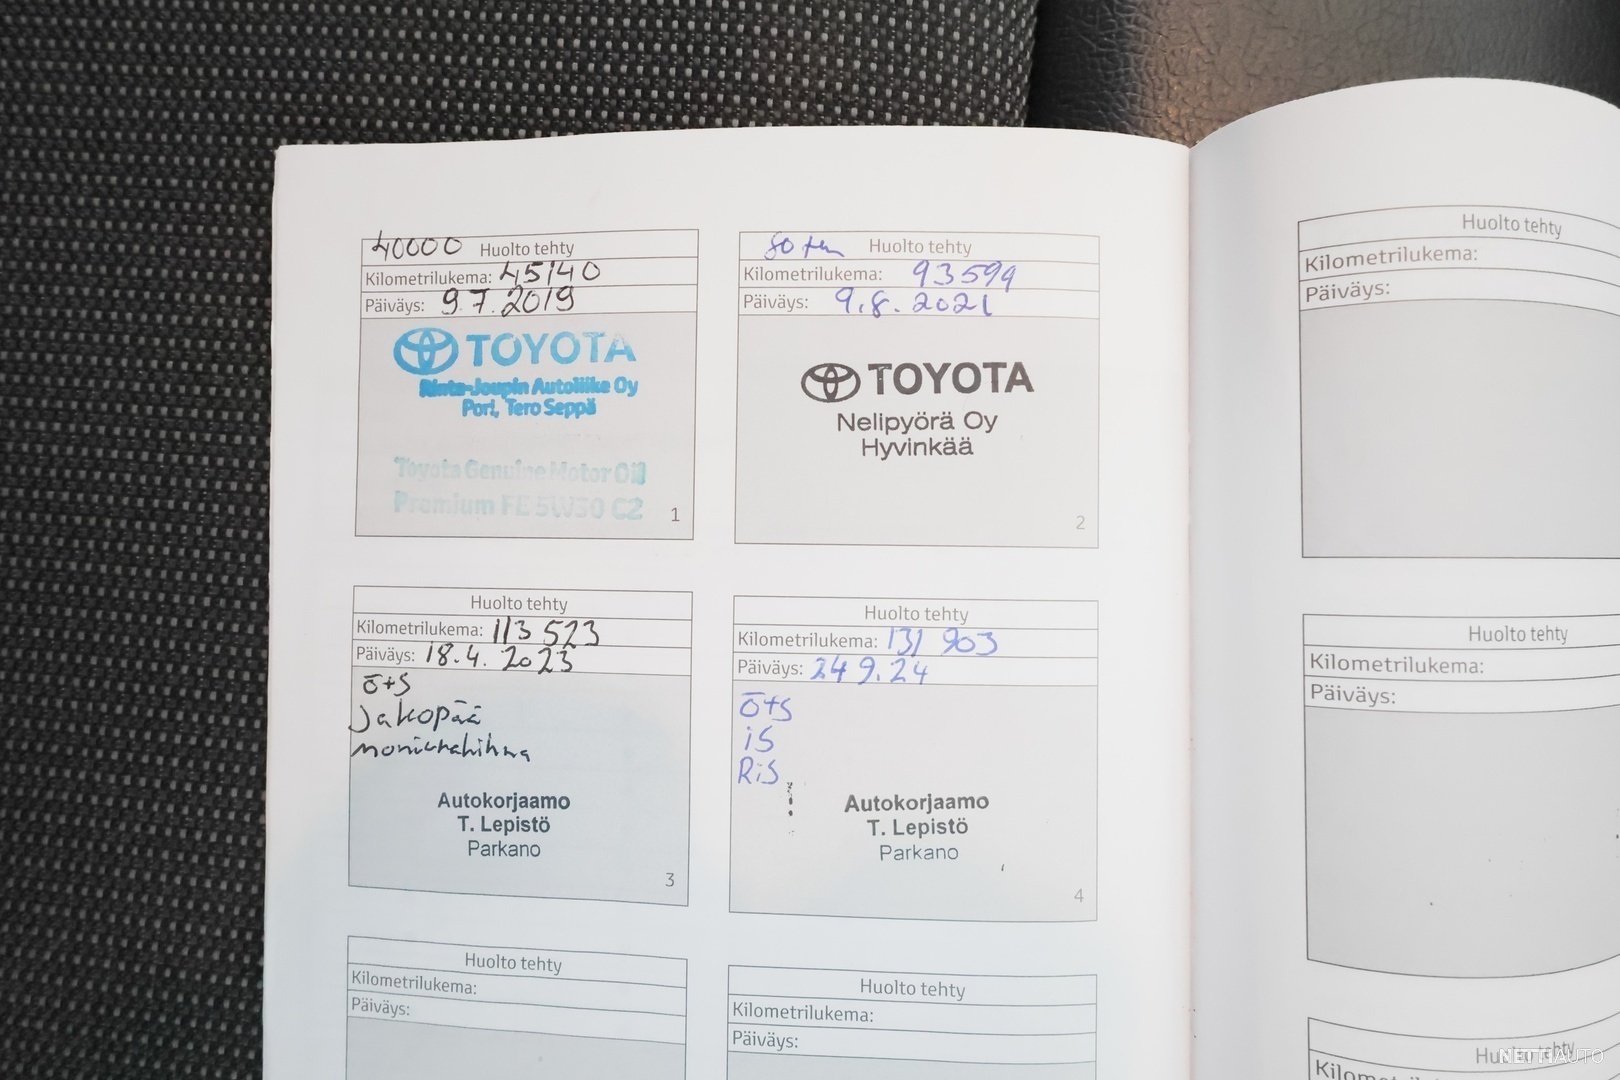 40000 Huolto tehty
Kilometrilukema: 45140
Päiväys: 9.7.2019
TOYOTA
Rinta-Joupin Autoliike Oy
Pori, Tero Seppä
Toyota Genuine Motor Oil
Premium FE 5W30 C2
1
80 tkm Huolto tehty
Kilometrilukema: 93599
Päiväys: 9.8.2021
TOYOTA
Nelipyörä Oy
Hyvinkää
2
Huolto tehty
Kilometrilukema: 113 523
Päiväys: 18.4.2023
ö+S
Jakopää
moniurahihna
Autokorjaamo
T. Lepistö
Parkano
3
Huolto tehty
Kilometrilukema: 131 903
Päiväys: 24 9.24
ö+S
iS
RiS
Autokorjaamo
T. Lepistö
Parkano
4
Huolto tehty
Kilometrilukema:
Päiväys:
Huolto tehty
Kilometrilukema:
Päiväys:
Huolto tehty
Kilometrilukema:
Päiväys:
Huolto tehty
Kilometrilukema:
Päiväys:
Huolto tehty
NETTIAUTO